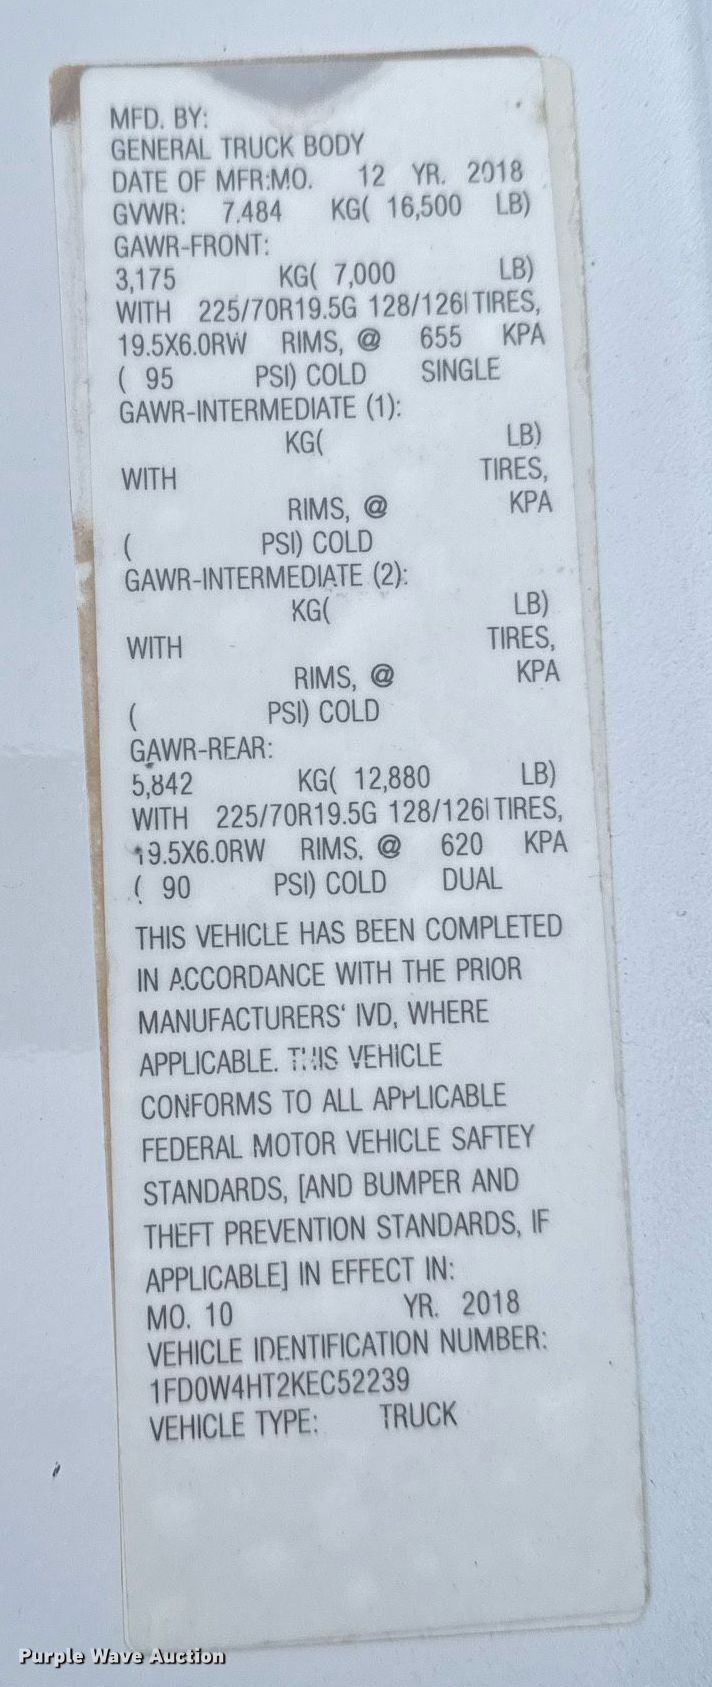 MFD. BY:
GENERAL TRUCK BODY
DATE OF MFR:MO. 12 YR. 2018
GVWR: 7,484 KG( 16,500 LB)
GAWR-FRONT:
3,175 KG( 7,000 LB)
WITH 225/70R19.5G 128/126l TIRES,
19.5X6.0RW RIMS, @ 655 KPA
( 95 PSI) COLD SINGLE
GAWR-INTERMEDIATE (1):
KG( LB)
WITH TIRES,
RIMS, @ KPA
( PSI) COLD
GAWR-INTERMEDIATE (2):
KG( LB)
WITH TIRES,
RIMS, @ KPA
( PSI) COLD
GAWR-REAR:
5,842 KG( 12,880 LB)
WITH 225/70R19.5G 128/126l TIRES,
19.5X6.0RW RIMS. @ 620 KPA
( 90 PSI) COLD DUAL
THIS VEHICLE HAS BEEN COMPLETED
IN ACCORDANCE WITH THE PRIOR
MANUFACTURERS' IVD, WHERE
APPLICABLE. THIS VEHICLE
CONFORMS TO ALL APPLICABLE
FEDERAL MOTOR VEHICLE SAFTEY
STANDARDS, [AND BUMPER AND
THEFT PREVENTION STANDARDS, IF
APPLICABLE] IN EFFECT IN:
MO. 10 YR. 2018
VEHICLE IDENTIFICATION NUMBER:
1FD0W4HT2KEC52239
VEHICLE TYPE: TRUCK
Purple Wave Auction